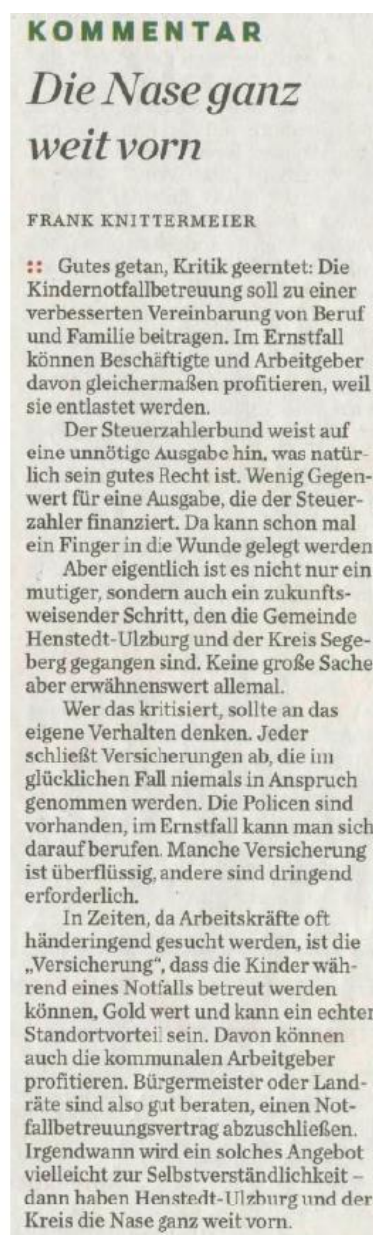 KOMMENTAR
Die Nase ganz
weit vorn
FRANK KNITTERMEIER
:: Gutes getan, Kritik geerntet: Die
Kindernotfallbetreuung soll zu einer
verbesserten Vereinbarung von Beruf
und Familie beitragen. Im Ernstfall
können Beschäftigte und Arbeitgeber
davon gleichermaßen profitieren, weil
sie entlastet werden.
Der Steuerzahlerbund weist auf
eine unnötige Ausgabe hin, was natür-
lich sein gutes Recht ist. Wenig Gegen-
wert für eine Ausgabe, die der Steuer-
zahler finanziert. Da kann schon mal
ein Finger in die Wunde gelegt werden
Aber eigentlich ist es nicht nur ein
mutiger, sondern auch ein zukunfts-
weisender Schritt, den die Gemeinde
Henstedt-Ulzburg und der Kreis Sege-
berg gegangen sind. Keine große Sache
aber erwähnenswert allemal.
Wer das kritisiert, sollte an das
eigene Verhalten denken. Jeder
schließt Versicherungen ab, die im
glücklichen Fall niemals in Anspruch
genommen werden. Die Policen sind
vorhanden, im Ernstfall kann man sich
darauf berufen. Manche Versicherung
ist überflüssig, andere sind dringend
erforderlich.
In Zeiten, da Arbeitskräfte oft
händeringend gesucht werden, ist die
„Versicherung“, dass die Kinder wäh-
rend eines Notfalls betreut werden
können, Gold wert und kann ein echter
Standortvorteil sein. Davon können
auch die kommunalen Arbeitgeber
profitieren. Bürgermeister oder Land-
räte sind also gut beraten, einen Not-
fallbetreuungsvertrag abzuschließen.
Irgendwann wird ein solches Angebot
vielleicht zur Selbstverständlichkeit –
dann haben Henstedt-Ulzburg und der
Kreis die Nase ganz weit vorn.